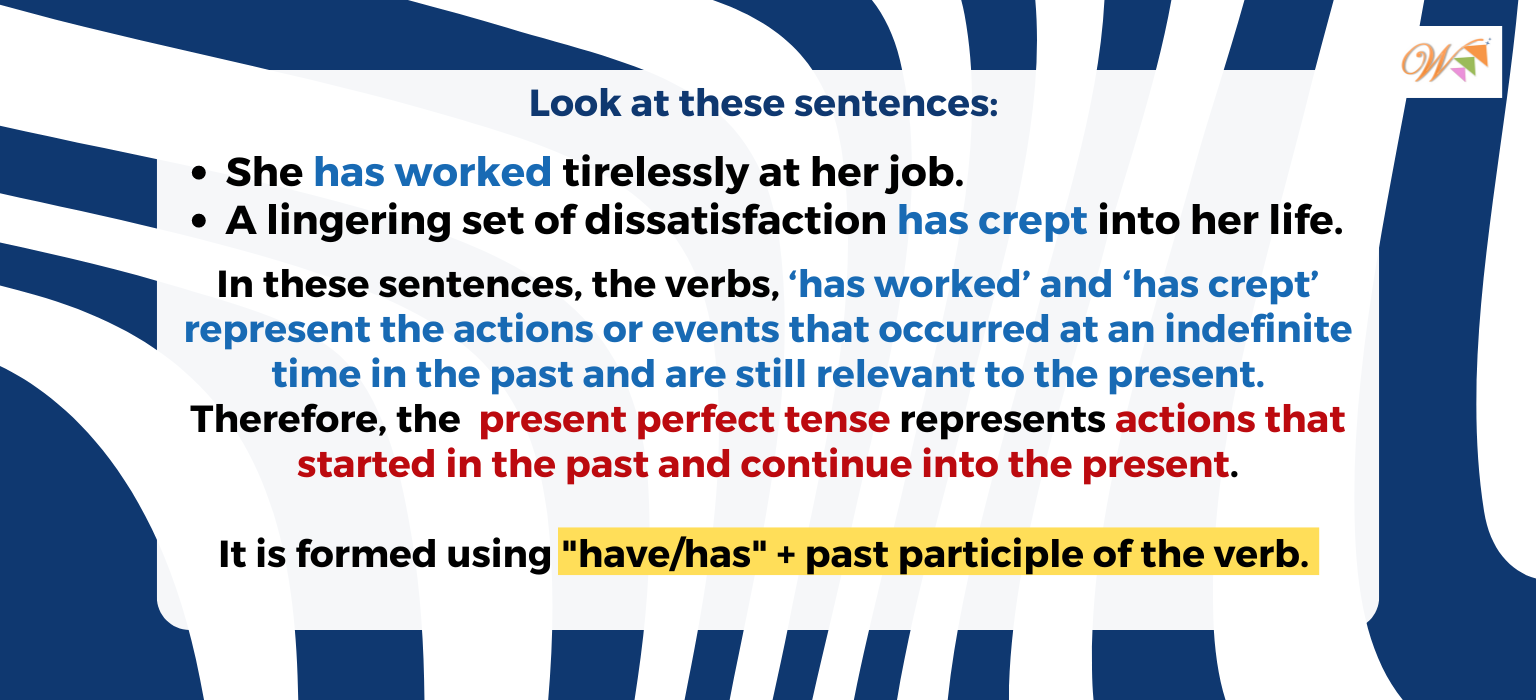 Look at these sentences:
• She has worked tirelessly at her job.
• A lingering set of dissatisfaction has crept into her life.
In these sentences, the verbs, ‘has worked’ and ‘has crept’
represent the actions or events that occurred at an indefinite
time in the past and are still relevant to the present.
Therefore, the present perfect tense represents actions that
started in the past and continue into the present.
It is formed using "have/has" + past participle of the verb.
W